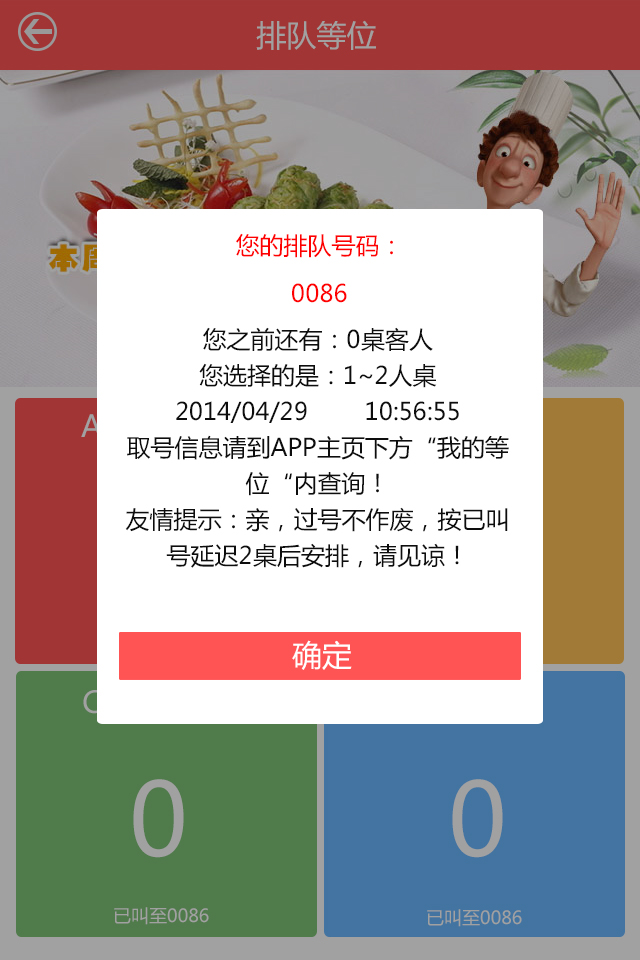 排队等位
本周
您的排队号码：
0086
您之前还有：0桌客人
您选择的是：1~2人桌
2014/04/29 10:56:55
取号信息请到APP主页下方“我的等
位“内查询！
友情提示：亲，过号不作废，按已叫
号延迟2桌后安排，请见谅！
确定
A
C
0
0
已叫至0086
已叫至0086